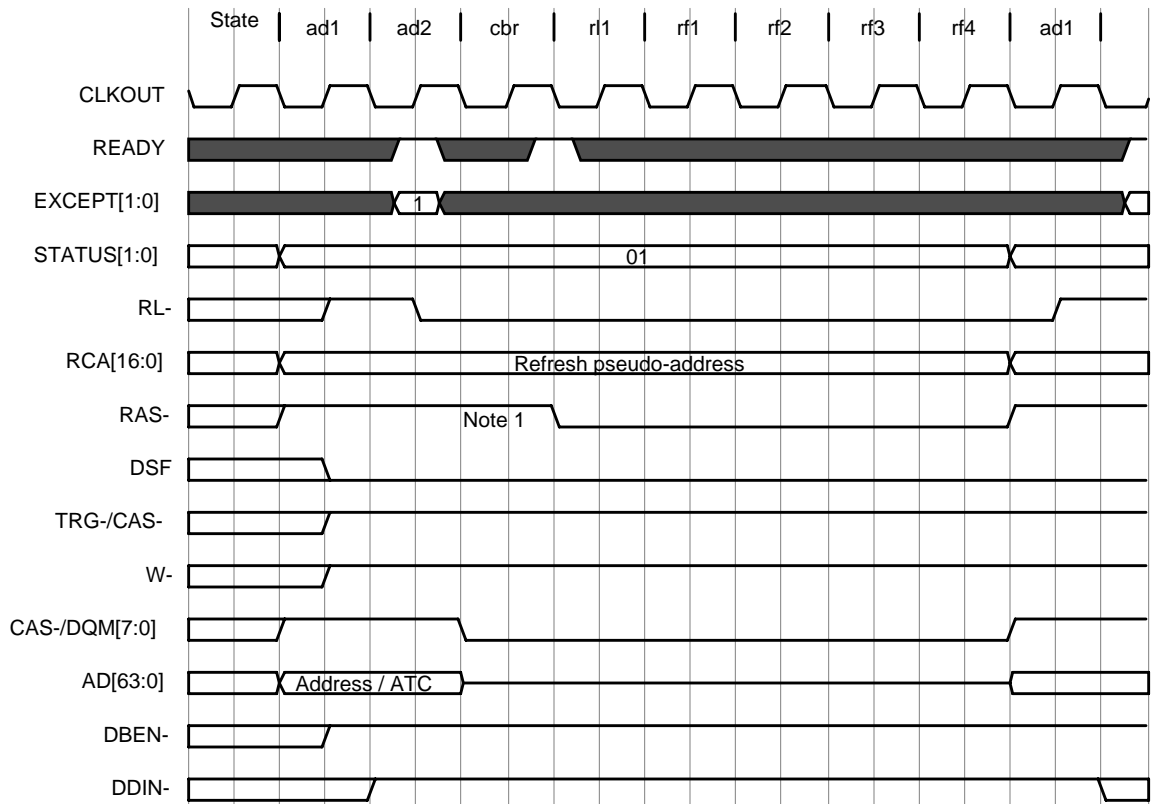 State ad1 ad2 cbr rl1 rf1 rf2 rf3 rf4 ad1
CLKOUT
READY
EXCEPT[1:0] 1
STATUS[1:0] 01
RL-
RCA[16:0] Refresh pseudo-address
RAS- Note 1
DSF
TRG-/CAS-
W-
CAS-/DQM[7:0]
AD[63:0] Address / ATC
DBEN-
DDIN-